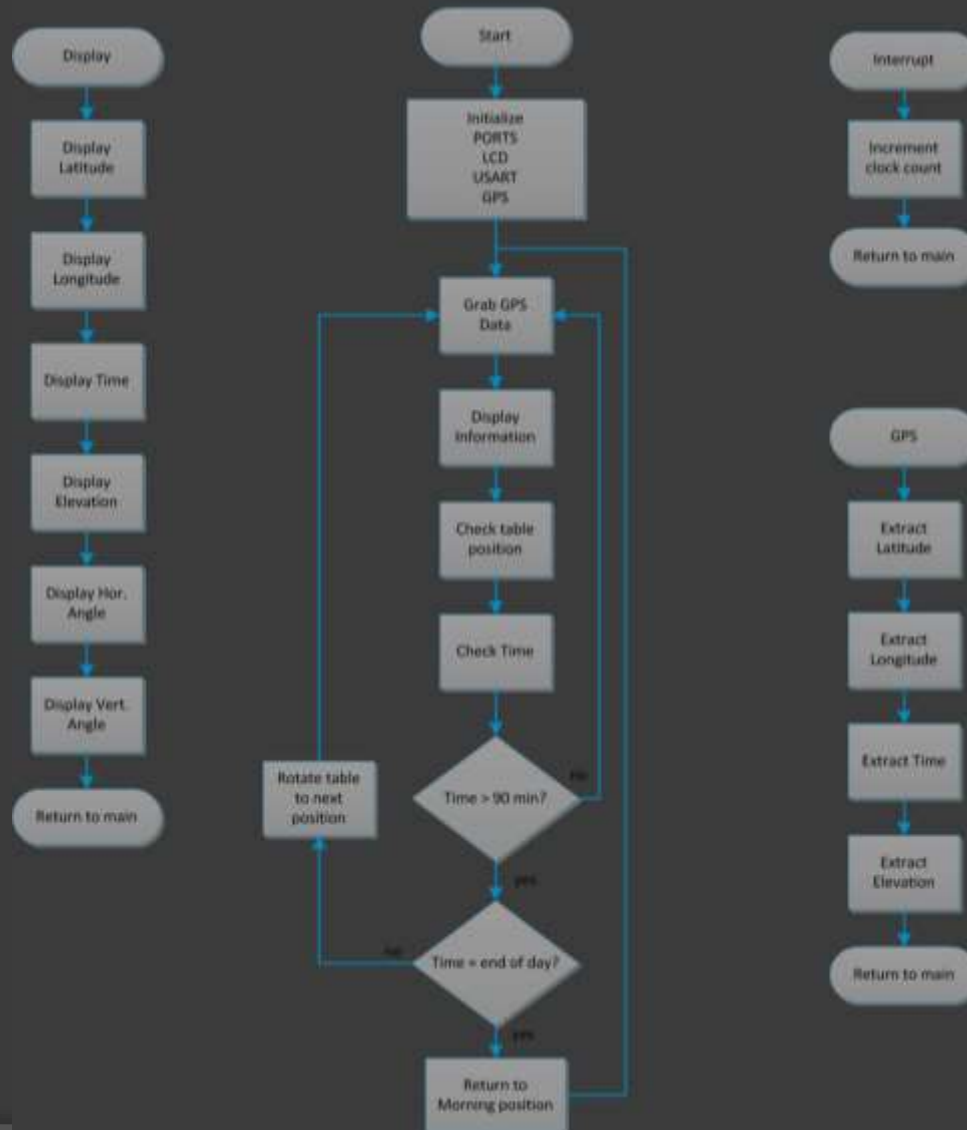 Display
Display
Latitude
Display
Longitude
Display Time
Display
Elevation
Display Hor.
Angle
Display Vert.
Angle
Return to main
Start
Initialize
PORTS
LCD
USART
GPS
Grab GPS
Data
Display
Information
Check table
position
Check Time
Time > 90 min?
no
yes
Time = end of day?
no
yes
Rotate table
to next
position
Return to
Morning position
Interrupt
Increment
clock count
Return to main
GPS
Extract
Latitude
Extract
Longitude
Extract Time
Extract
Elevation
Return to main